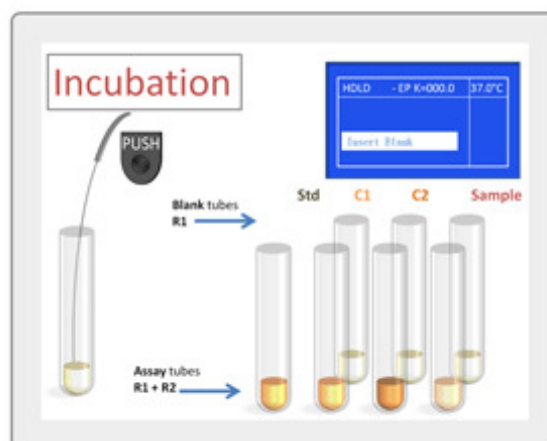 Incubation
PUSH
HDLD - EP K=000.0 37.0°C
Insert Blank
Std C1 C2 Sample
Blank tubes
R1
Assay tubes
R1 + R2